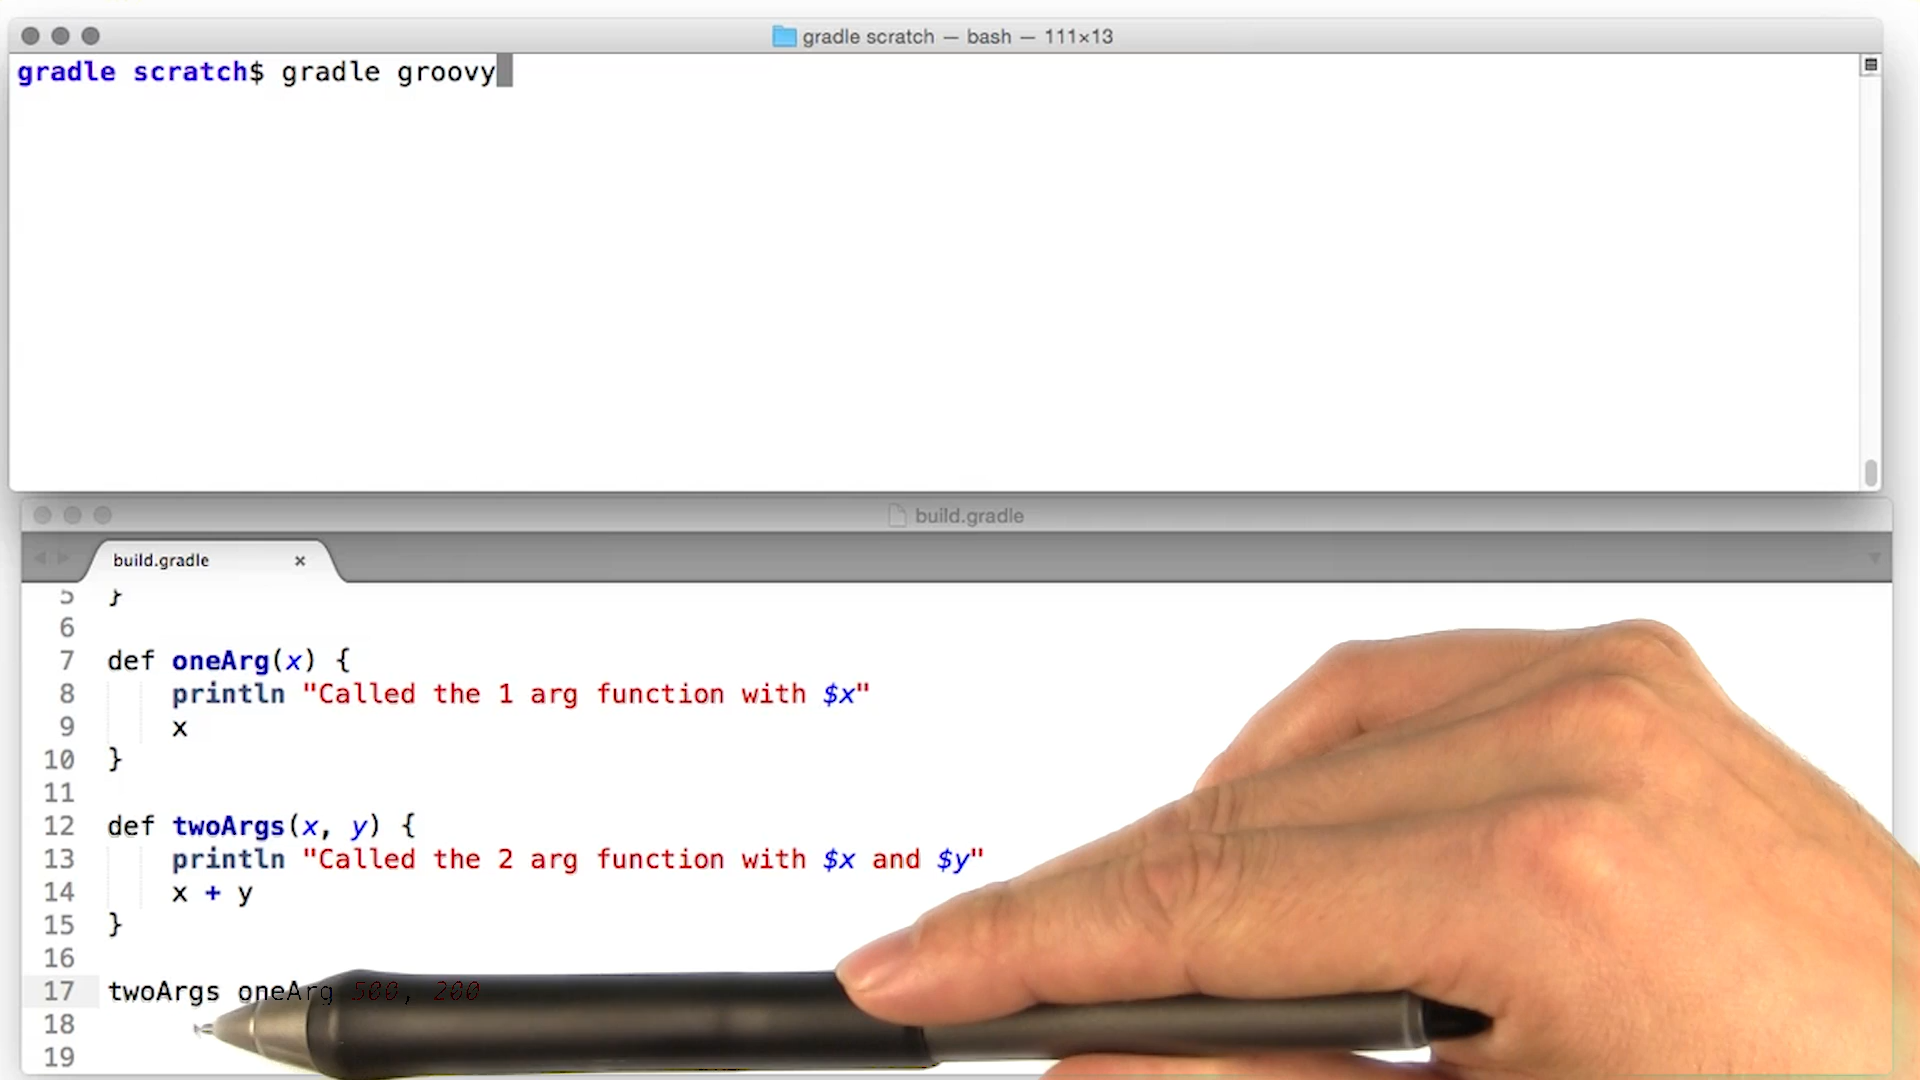 gradle scratch — bash — 111×13
gradle scratch$ gradle groovy
build.gradle
build.gradle ×
5 }
6
7 def oneArg(x) {
8 println "Called the 1 arg function with $x"
9 x
10 }
11
12 def twoArgs(x, y) {
13 println "Called the 2 arg function with $x and $y"
14 x + y
15 }
16
17 twoArgs oneArg 500, 200
18
19